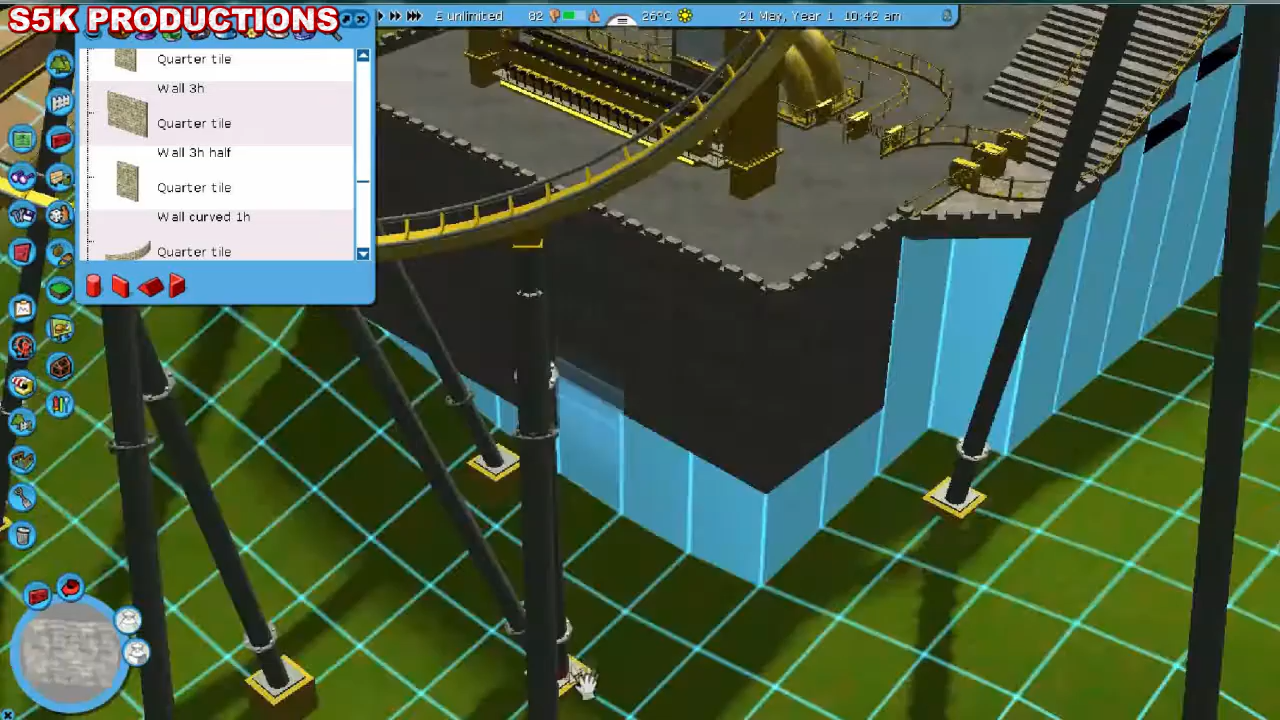 S5K PRODUCTIONS
£ unlimited 82 26°C 21 May, Year 1 10:42 am
Quarter tile
Wall 3h
Quarter tile
Wall 3h half
Quarter tile
Wall curved 1h
Quarter tile